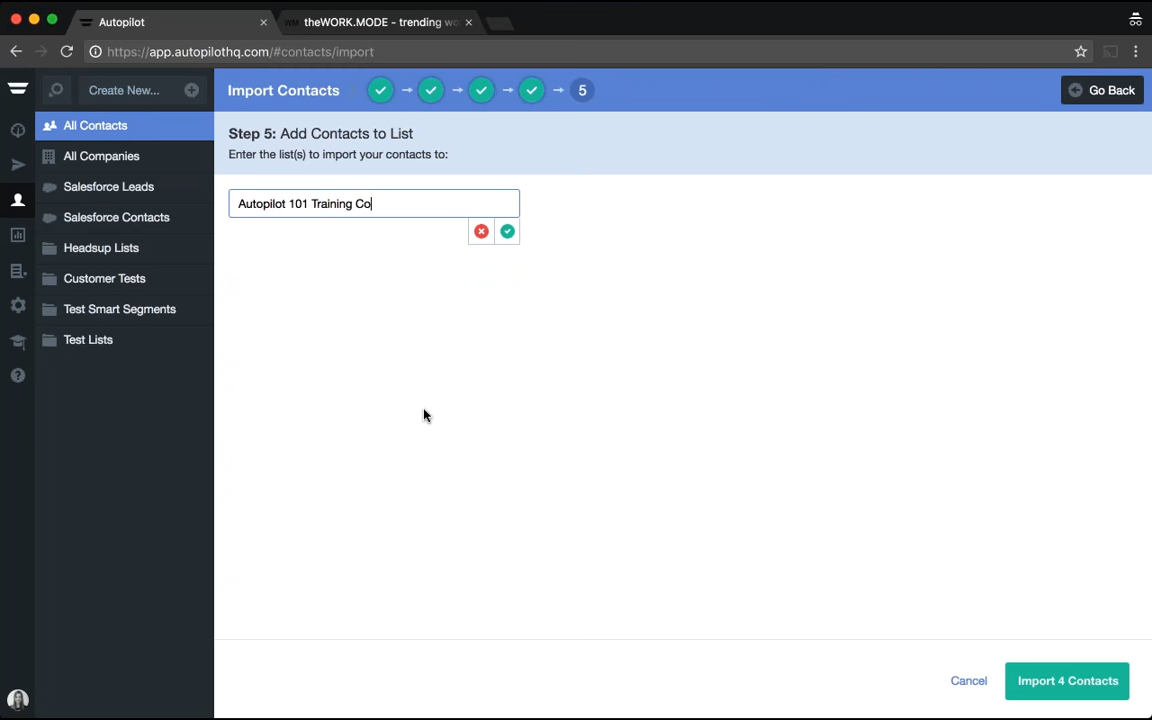 Autopilot
theWORK.MODE - trending wo
https://app.autopilothq.com/#contacts/import
Create New...
Import Contacts
5
Go Back
All Contacts
All Companies
Salesforce Leads
Salesforce Contacts
Headsup Lists
Customer Tests
Test Smart Segments
Test Lists
Step 5: Add Contacts to List
Enter the list(s) to import your contacts to:
Autopilot 101 Training Co
Cancel
Import 4 Contacts